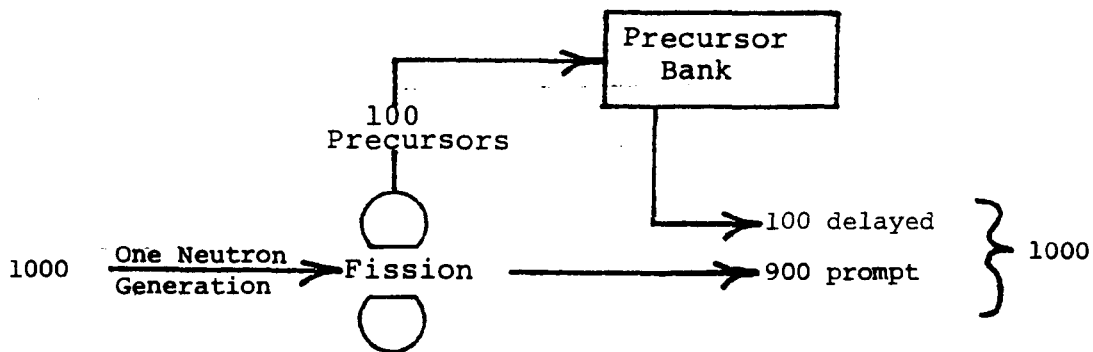 Precursor
Bank
100
Precursors
100 delayed
1000
One Neutron
Generation
Fission
900 prompt
1000